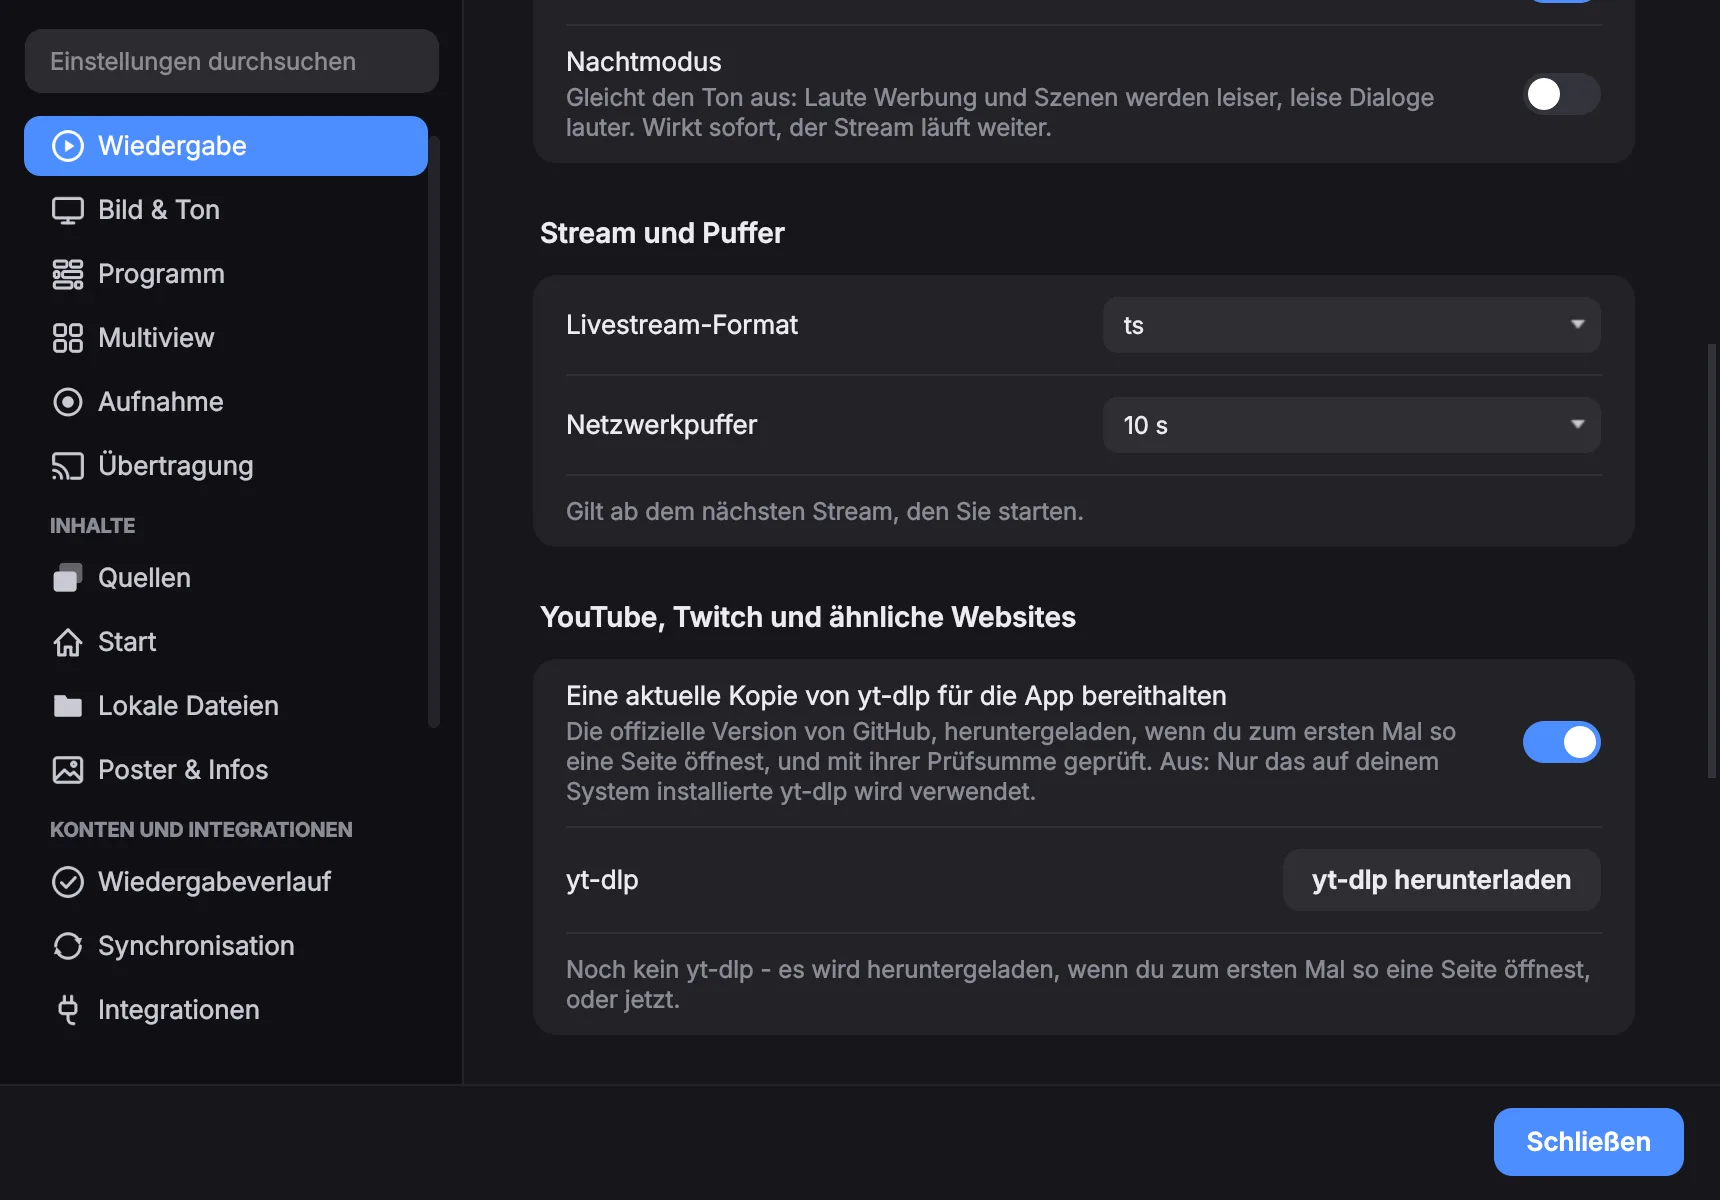 Einstellungen durchsuchen
Wiedergabe
Bild & Ton
Programm
Multiview
Aufnahme
Übertragung
INHALTE
Quellen
Start
Lokale Dateien
Poster & Infos
KONTEN UND INTEGRATIONEN
Wiedergabeverlauf
Synchronisation
Integrationen
Nachtmodus
Gleicht den Ton aus: Laute Werbung und Szenen werden leiser, leise Dialoge
lauter. Wirkt sofort, der Stream läuft weiter.
Stream und Puffer
Livestream-Format
ts
Netzwerkpuffer
10 s
Gilt ab dem nächsten Stream, den Sie starten.
YouTube, Twitch und ähnliche Websites
Eine aktuelle Kopie von yt-dlp für die App bereithalten
Die offizielle Version von GitHub, heruntergeladen, wenn du zum ersten Mal so
eine Seite öffnest, und mit ihrer Prüfsumme geprüft. Aus: Nur das auf deinem
System installierte yt-dlp wird verwendet.
yt-dlp
yt-dlp herunterladen
Noch kein yt-dlp - es wird heruntergeladen, wenn du zum ersten Mal so eine Seite öffnest,
oder jetzt.
Schließen